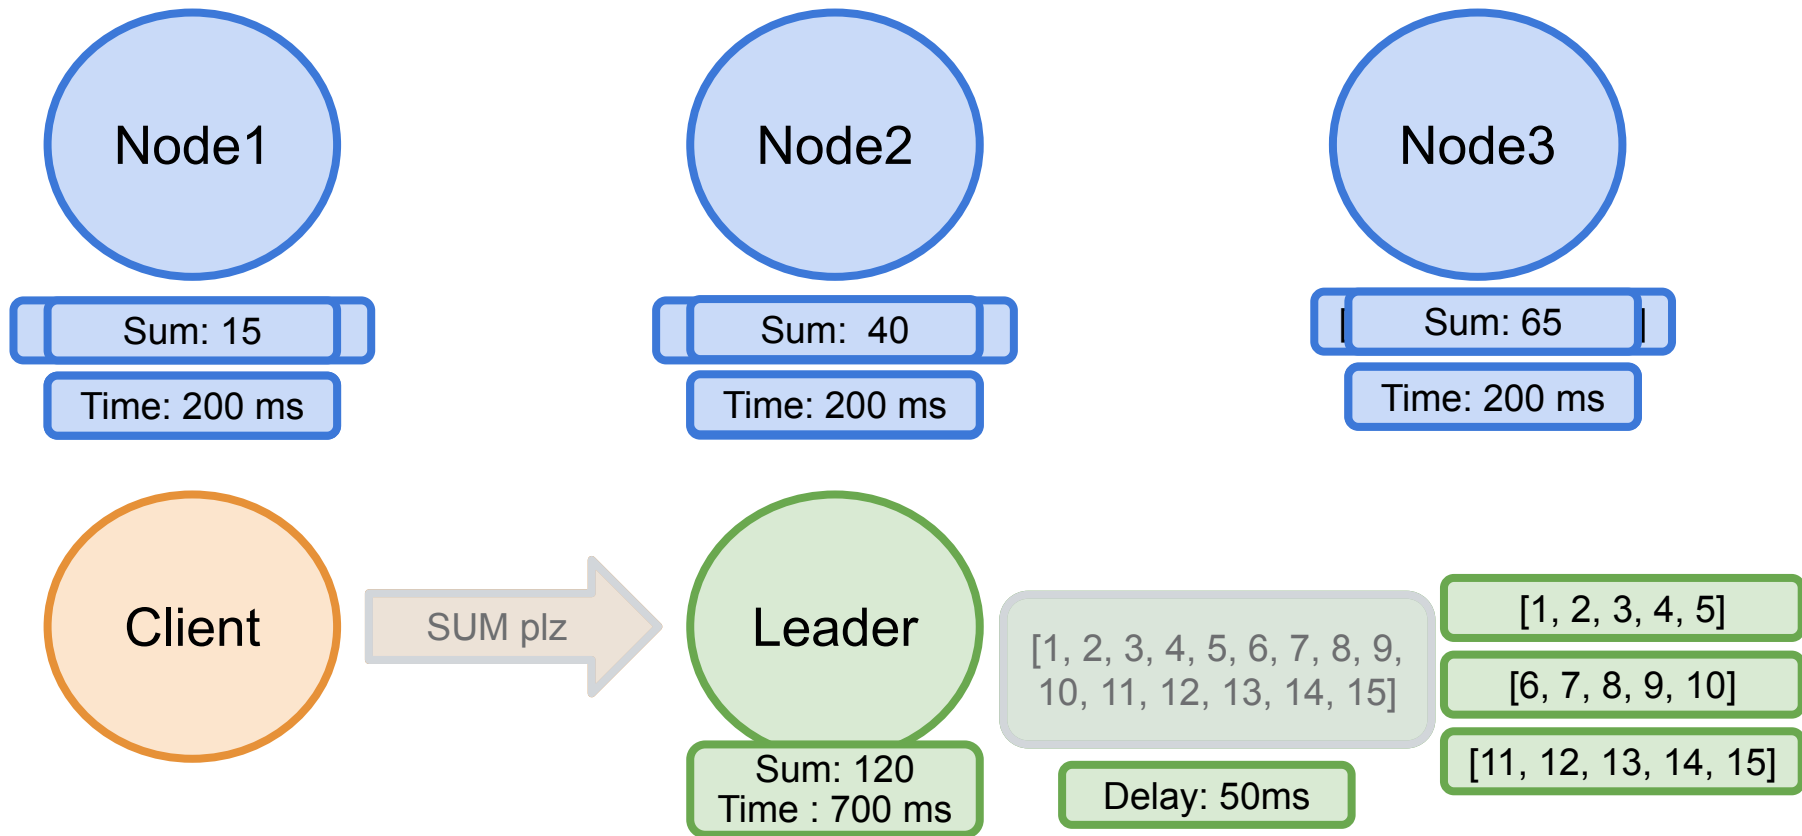 Node1
Node2
Node3
Sum: 15
Sum: 40
[ Sum: 65 ]
Time: 200 ms
Time: 200 ms
Time: 200 ms
Client
SUM plz
Leader
[1, 2, 3, 4, 5, 6, 7, 8, 9,
10, 11, 12, 13, 14, 15]
[1, 2, 3, 4, 5]
[6, 7, 8, 9, 10]
[11, 12, 13, 14, 15]
Sum: 120
Time : 700 ms
Delay: 50ms